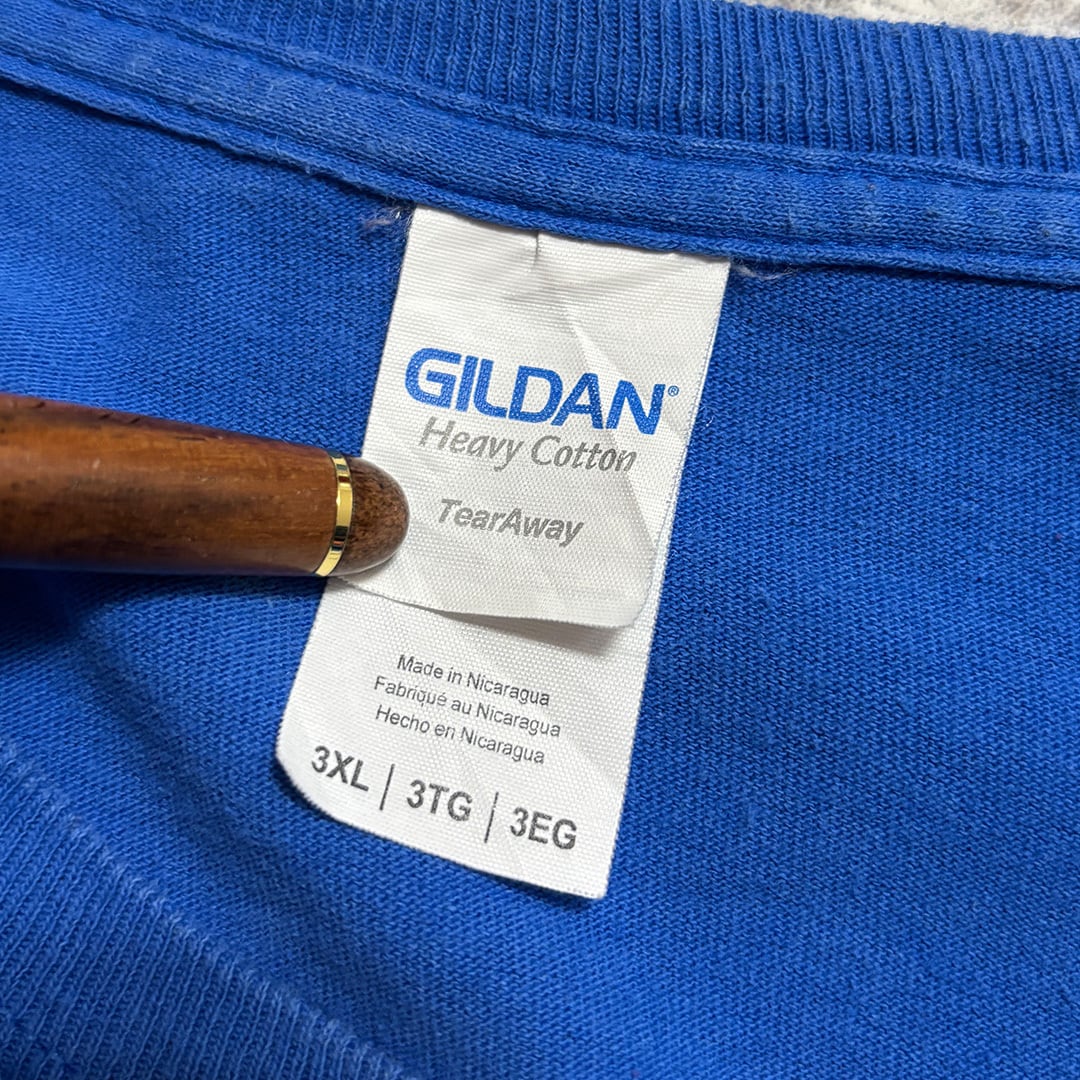 GILDAN®
Heavy Cotton
TearAway
Made in Nicaragua
Fabriqué au Nicaragua
Hecho en Nicaragua
3XL | 3TG | 3EG